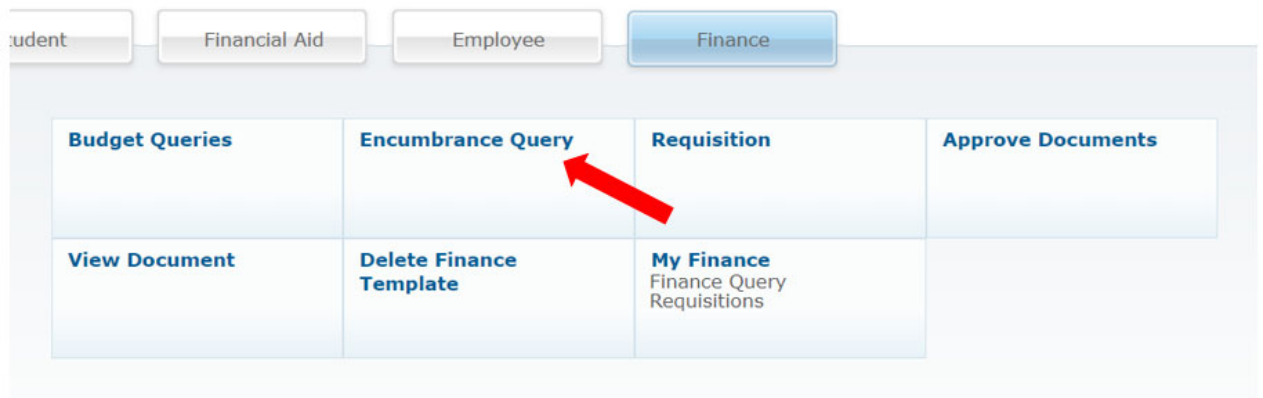 tudent
Financial Aid
Employee
Finance
Budget Queries
Encumbrance Query
Requisition
Approve Documents
View Document
Delete Finance
Template
My Finance
Finance Query
Requisitions